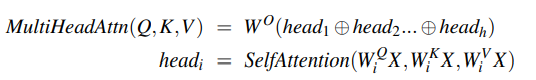 MultiHeadAttn(Q,K,V) = W^O(head_1 ⊕ head_2... ⊕ head_h)
head_i = SelfAttention(W_i^Q X, W_i^K X, W_i^V X)